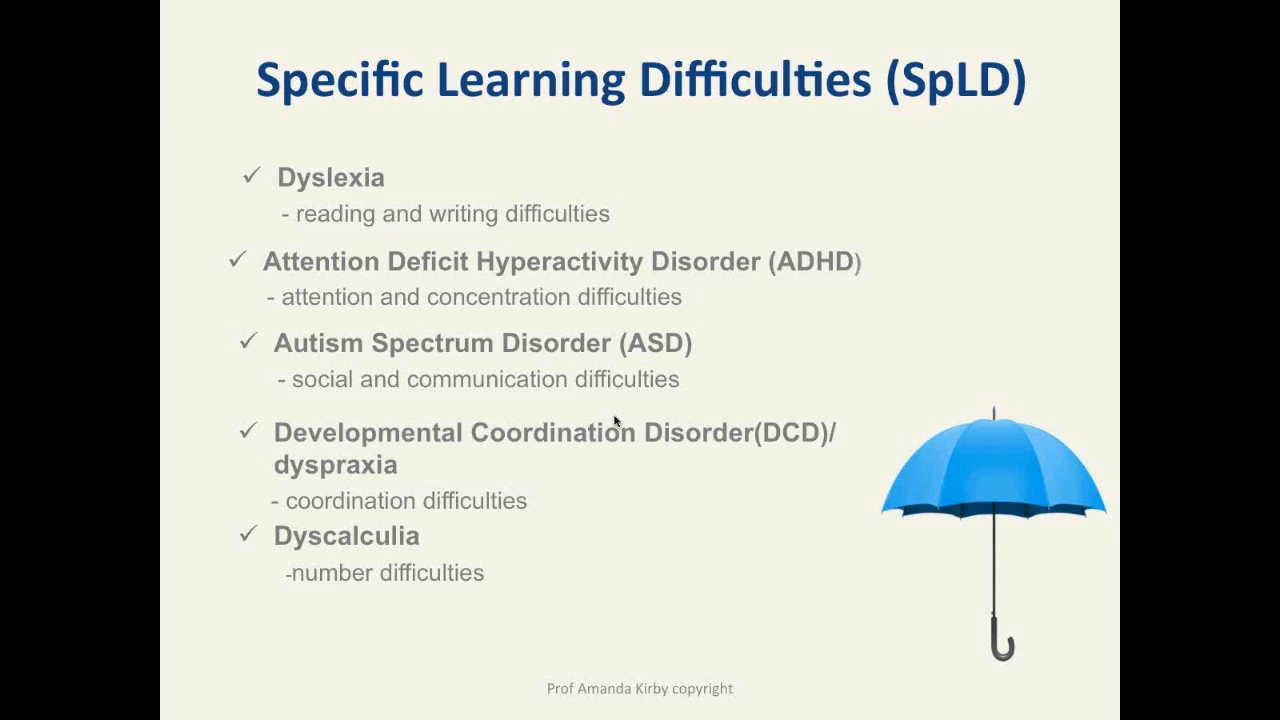 Specific Learning Difficulties (SpLD)
✓ Dyslexia
- reading and writing difficulties
✓ Attention Deficit Hyperactivity Disorder (ADHD)
- attention and concentration difficulties
✓ Autism Spectrum Disorder (ASD)
- social and communication difficulties
✓ Developmental Coordination Disorder(DCD)/
dyspraxia
- coordination difficulties
✓ Dyscalculia
-number difficulties
Prof Amanda Kirby copyright